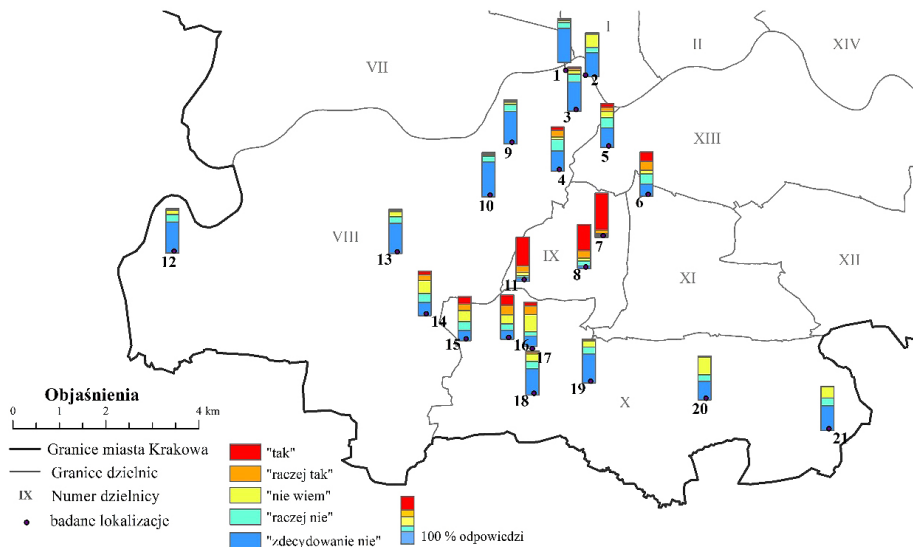 I
II
XIV
VII
1
2
3
XIII
9
5
4
6
10
VIII
12
13
7
IX
8
XI
XII
11
14
15
16
17
18
19
X
20
21
Objaśnienia
0 1 2 4 km
Granice miasta Krakowa
Granice dzielnic
IX Numer dzielnicy
badane lokalizacje
"tak"
"raczej tak"
"nie wiem"
"raczej nie"
"zdecydowanie nie"
100 % odpowiedzi